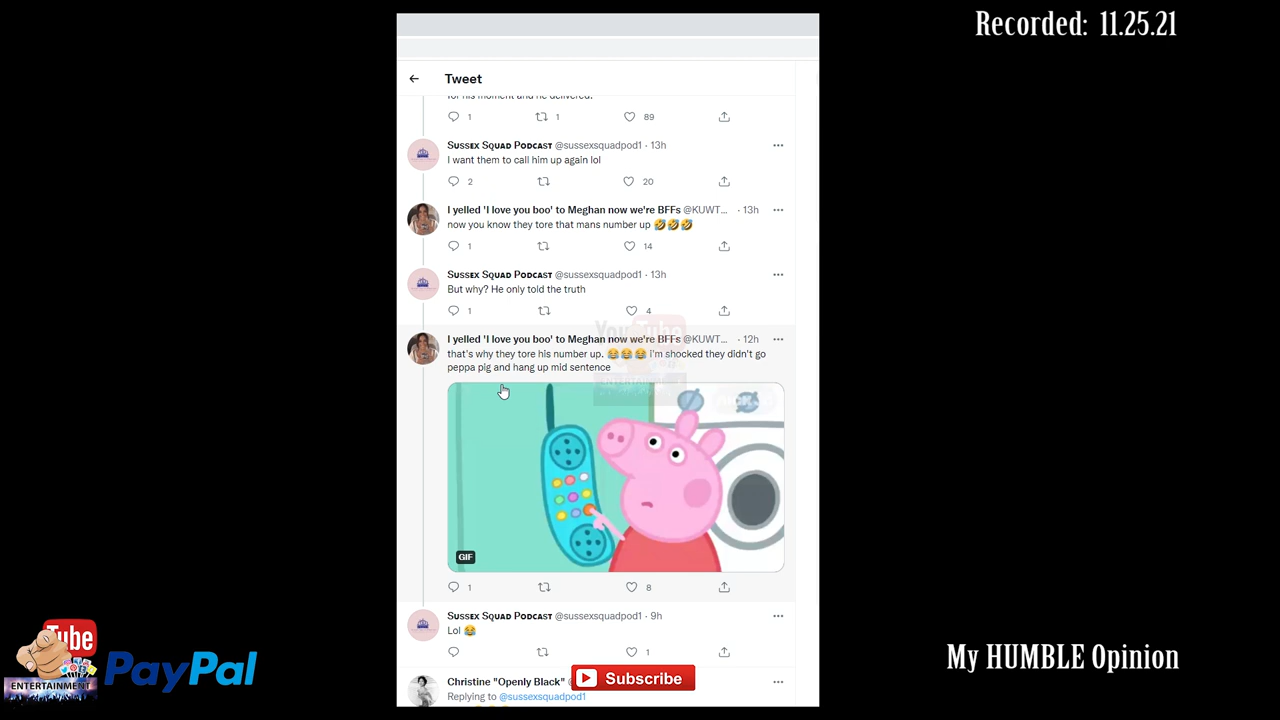 Recorded: 11.25.21
Tweet
for his moment and he delivered.
1 1 89
Sussex Squad Podcast @sussexsquadpod1 · 13h
I want them to call him up again lol
2 20
I yelled 'I love you boo' to Meghan now we're BFFs @KUWT... · 13h
now you know they tore that mans number up 🤣🤣🤣
1 14
Sussex Squad Podcast @sussexsquadpod1 · 13h
But why? He only told the truth
1 4
I yelled 'I love you boo' to Meghan now we're BFFs @KUWT... · 12h
that's why they tore his number up. 😂😂😂 i'm shocked they didn't go
peppa pig and hang up mid sentence
YouTube
ENTERTAINMENT
GIF
1 8
Sussex Squad Podcast @sussexsquadpod1 · 9h
Lol 😂
1
Christine "Openly Black"
Replying to @sussexsquadpod1
Subscribe
Tube
ENTERTAINMENT
PayPal
My HUMBLE Opinion